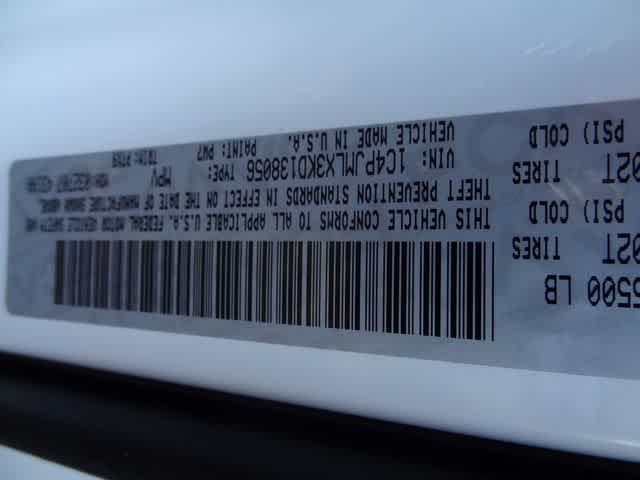 5500 LB
02T TIRES
PSI) COLD
02T TIRES
PSI) COLD
THIS VEHICLE CONFORMS TO ALL APPLICABLE U.S.A. FEDERAL MOTOR VEHICLE SAFETY AND
THEFT PREVENTION STANDARDS IN EFFECT ON THE DATE OF MANUFACTURE SHOWN ABOVE.
VIN: 1C4PJMLX3KD138056 TYPE: MPV
VEHICLE MADE IN U.S.A. PAINT: PW7 TRIM: